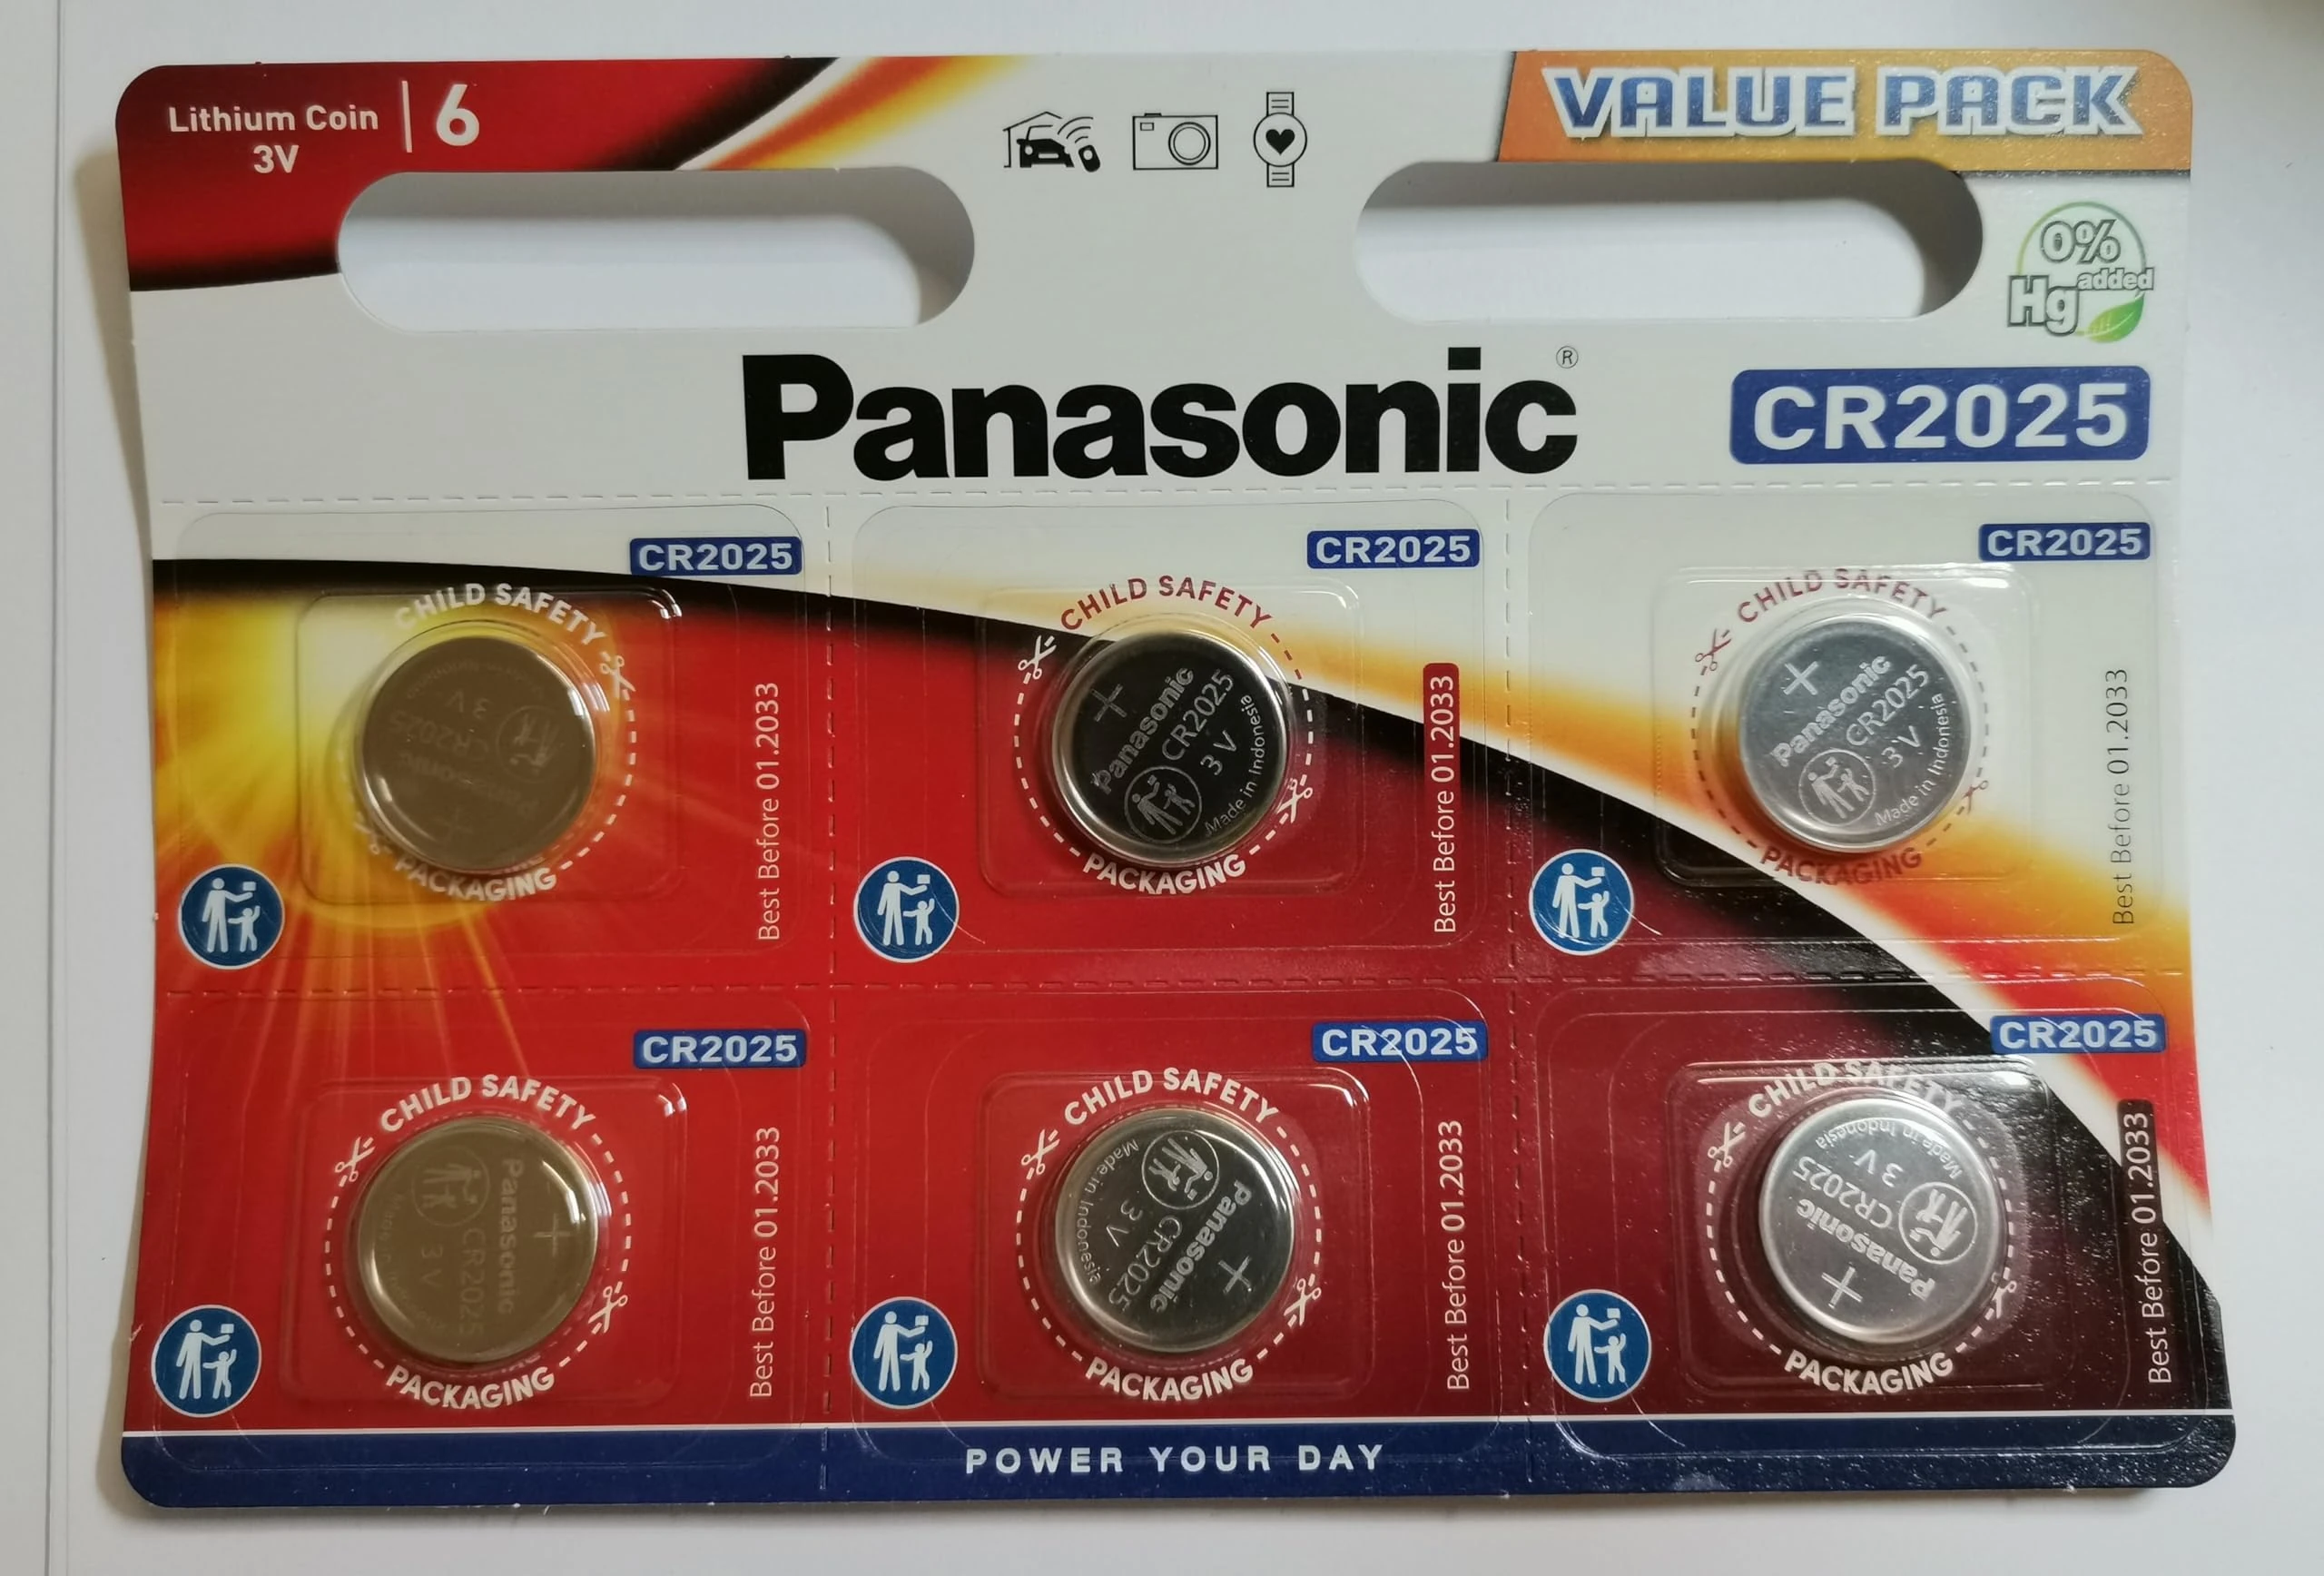 Lithium Coin
3V
6
VALUE PACK
0%
Hg added
Panasonic®
CR2025
CR2025
CHILD SAFETY
PACKAGING
3V
CR2025
Panasonic
Best Before 01.2033
CR2025
CHILD SAFETY
PACKAGING
+
Panasonic
CR2025
3V
Made in Indonesia
Best Before 01.2033
CR2025
CHILD SAFETY
PACKAGING
+
Panasonic
CR2025
3V
Made in Indonesia
Best Before 01.2033
CR2025
CHILD SAFETY
PACKAGING
+
Panasonic
CR2025
3V
Best Before 01.2033
CR2025
CHILD SAFETY
PACKAGING
+
Panasonic
CR2025
3V
Made in Indonesia
Best Before 01.2033
CR2025
CHILD SAFETY
PACKAGING
+
Panasonic
CR2025
3V
Made in Indonesia
Best Before 01.2033
POWER YOUR DAY